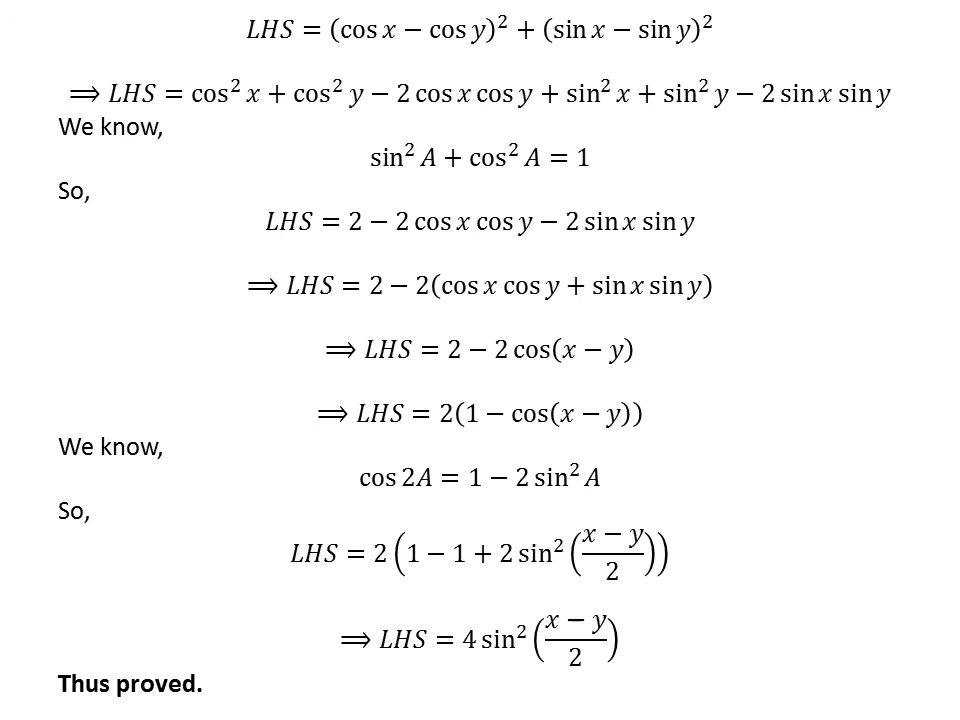 LHS = (cos x − cos y)² + (sin x − sin y)²
⟹ LHS = cos² x + cos² y − 2 cos x cos y + sin² x + sin² y − 2 sin x sin y
We know,
sin² A + cos² A = 1
So,
LHS = 2 − 2 cos x cos y − 2 sin x sin y
⟹ LHS = 2 − 2(cos x cos y + sin x sin y)
⟹ LHS = 2 − 2 cos(x − y)
⟹ LHS = 2(1 − cos(x − y))
We know,
cos 2A = 1 − 2 sin² A
So,
LHS = 2 (1 − 1 + 2 sin² ((x − y)/2))
⟹ LHS = 4 sin² ((x − y)/2)
Thus proved.